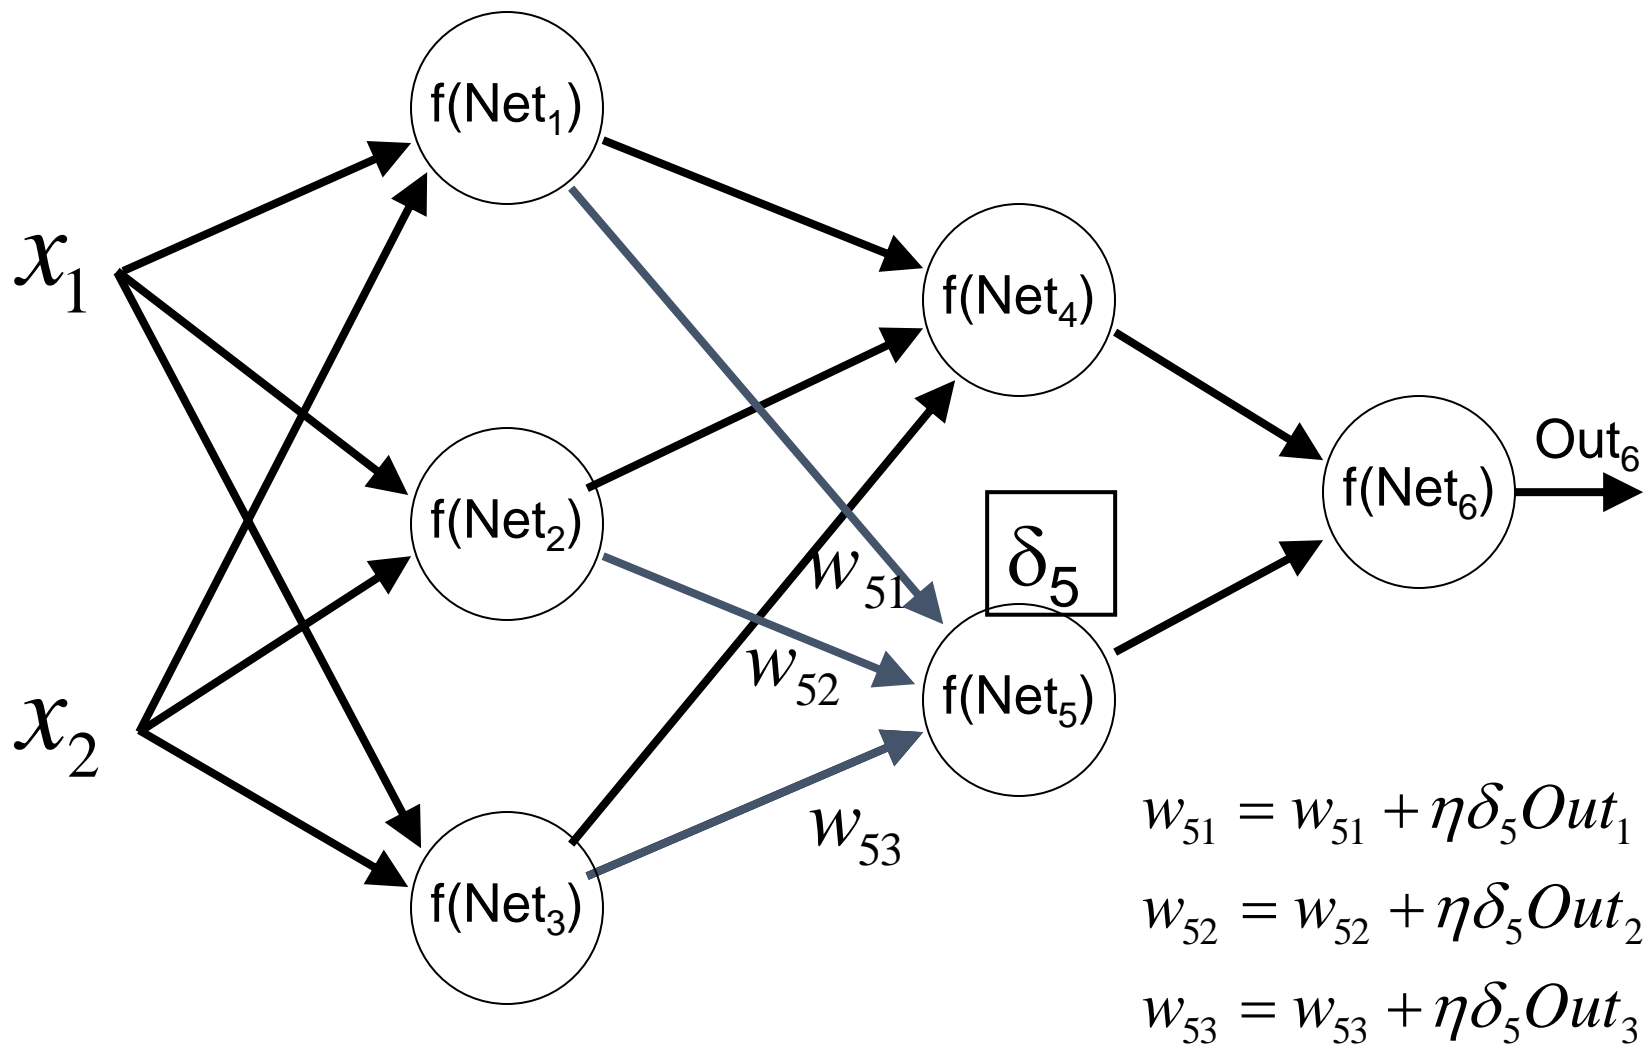 f(Net₁)
x₁
f(Net₄)
Out₆
f(Net₆)
f(Net₂)
δ₅
w₅₁
w₅₂
f(Net₅)
x₂
w₅₃
f(Net₃)
w₅₁ = w₅₁ + ηδ₅Out₁
w₅₂ = w₅₂ + ηδ₅Out₂
w₅₃ = w₅₃ + ηδ₅Out₃